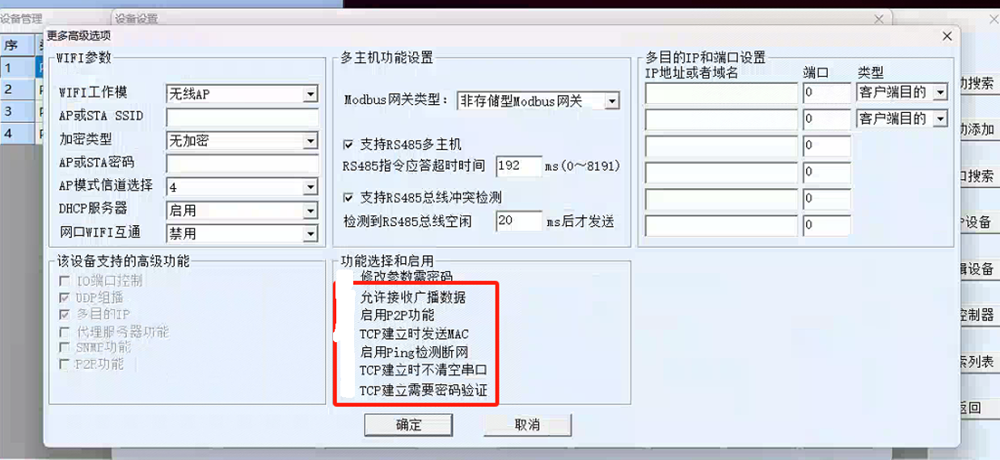 设备管理
设备设置
更多高级选项
序
1
2
3
4
WIFI参数
WIFI工作模
无线AP
AP或STA SSID
加密类型
无加密
AP或STA密码
AP模式信道选择
4
DHCP服务器
启用
网口WIFI互通
禁用
多主机功能设置
Modbus网关类型：
非存储型Modbus网关
支持RS485多主机
RS485指令应答超时时间
192
ms(0～8191)
支持RS485总线冲突检测
检测到RS485总线空闲
20
ms后才发送
多目的IP和端口设置
IP地址或者域名
端口
类型
0
客户端目的
0
客户端目的
0
0
0
0
该设备支持的高级功能
IO端口控制
UDP组播
多目的IP
代理服务器功能
SNMP功能
P2P功能
功能选择和启用
修改参数需密码
允许接收广播数据
启用P2P功能
TCP建立时发送MAC
启用Ping检测断网
TCP建立时不清空串口
TCP建立需要密码验证
确定
取消
搜索
添加
搜索
设备
设备
控制器
列表
返回